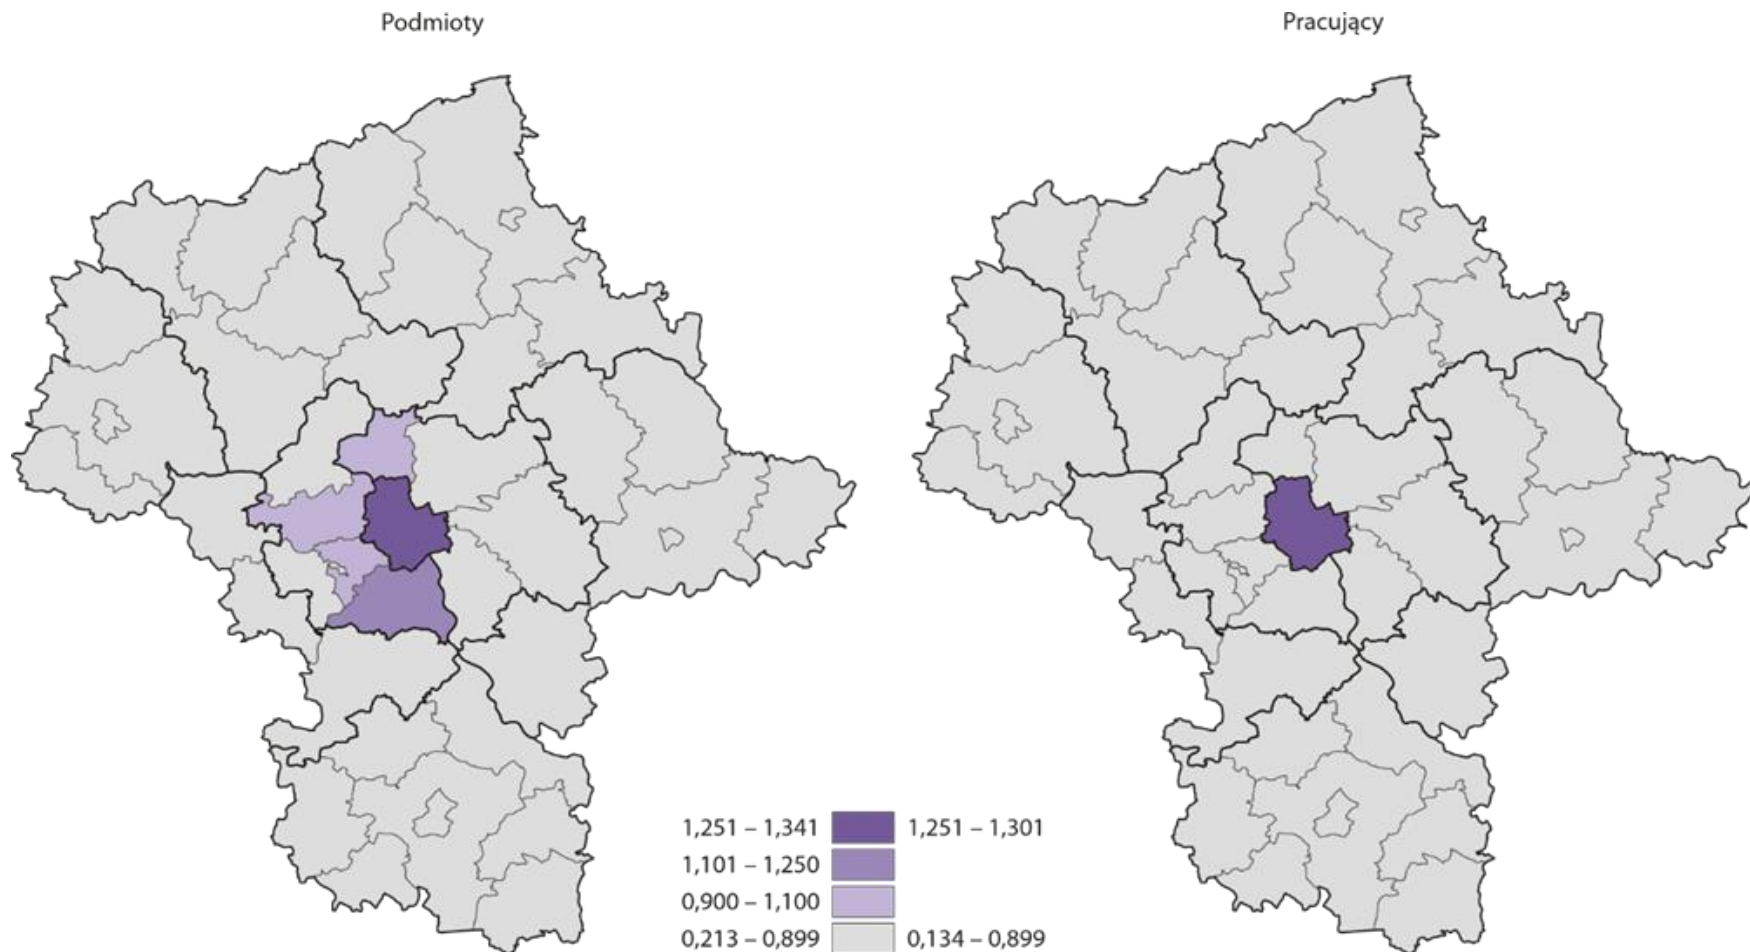 Podmioty
Pracujący
1,251 – 1,341 1,251 – 1,301
1,101 – 1,250
0,900 – 1,100
0,213 – 0,899 0,134 – 0,899